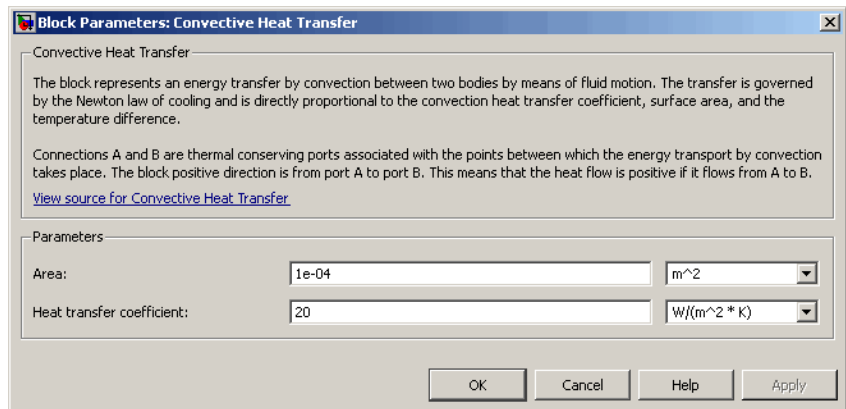 Block Parameters: Convective Heat Transfer
Convective Heat Transfer
The block represents an energy transfer by convection between two bodies by means of fluid motion. The transfer is governed
by the Newton law of cooling and is directly proportional to the convection heat transfer coefficient, surface area, and the
temperature difference.
Connections A and B are thermal conserving ports associated with the points between which the energy transport by convection
takes place. The block positive direction is from port A to port B. This means that the heat flow is positive if it flows from A to B.
View source for Convective Heat Transfer
Parameters
Area: 1e-04 m^2
Heat transfer coefficient: 20 W/(m^2 * K)
OK Cancel Help Apply